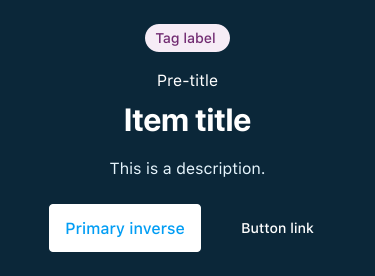 Tag label
Pre-title
Item title
This is a description.
Primary inverse
Button link